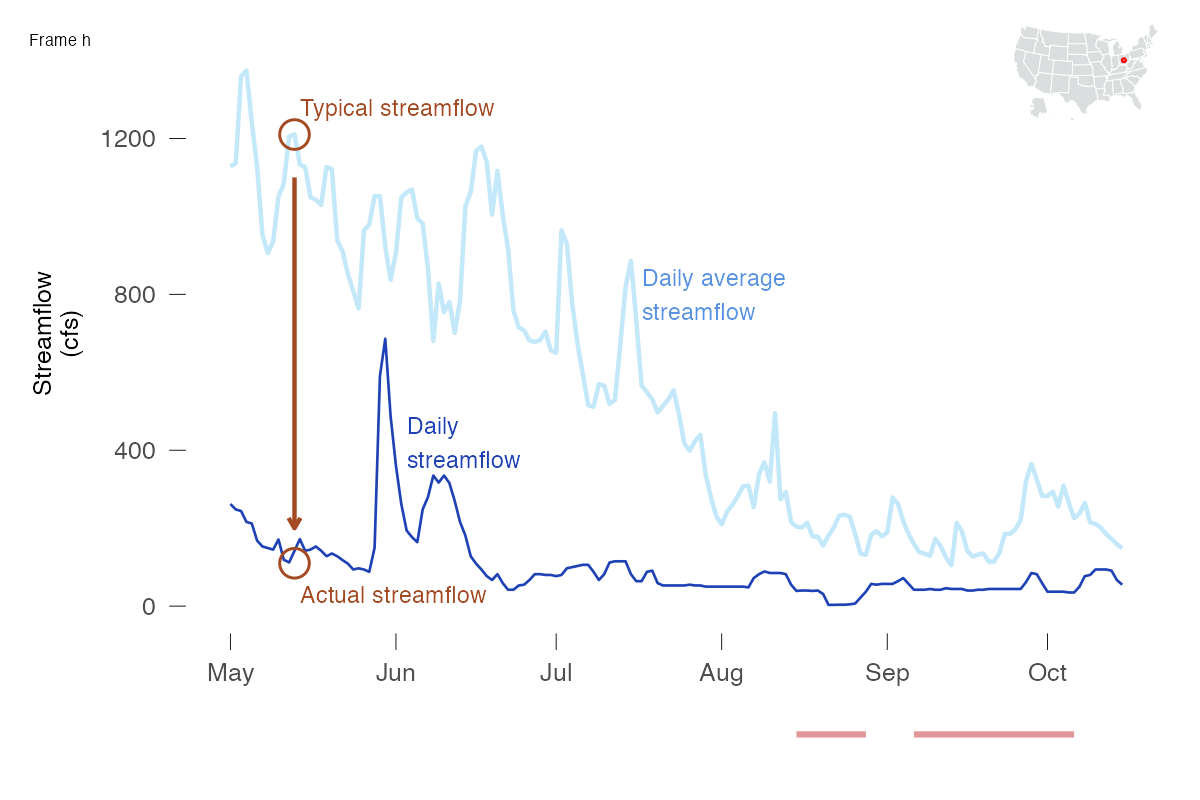 Frame h
Typical streamflow
1200
800
400
0
Streamflow
(cfs)
Daily average
streamflow
Daily
streamflow
Actual streamflow
May
Jun
Jul
Aug
Sep
Oct